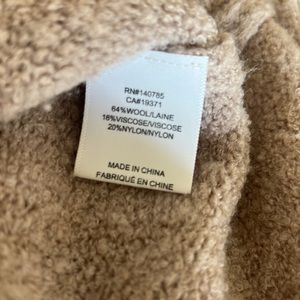 RN#140785
CA#19371
64%WOOL/LAINE
16%VISCOSE/VISCOSE
20%NYLON/NYLON
MADE IN CHINA
FABRIQUÉ EN CHINE